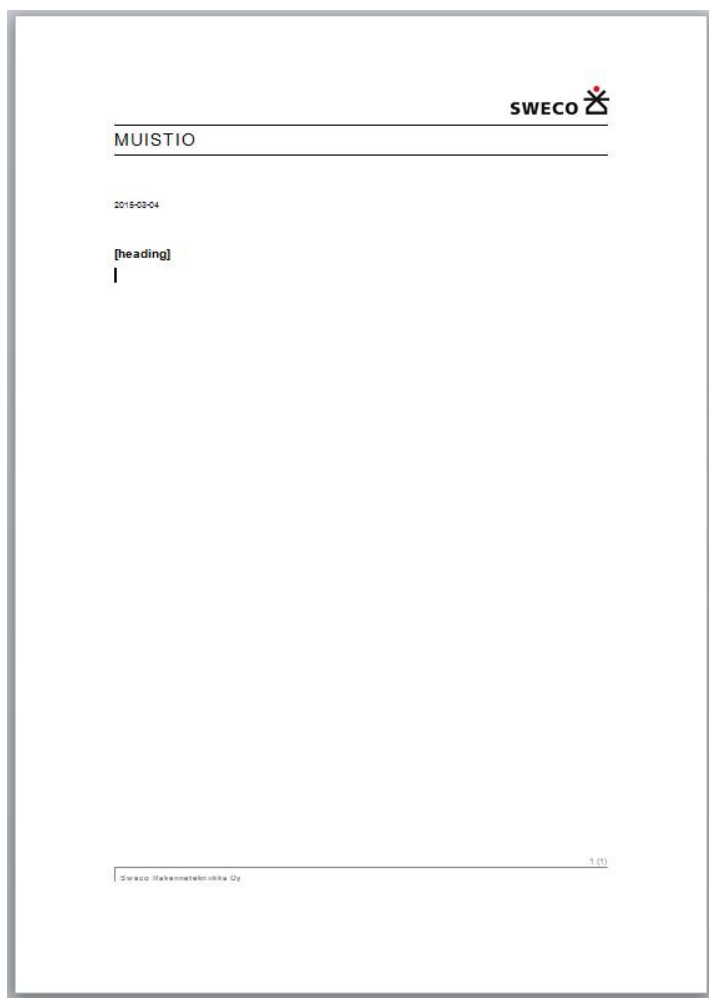 SWECO
MUISTIO
2015-03-04
[heading]
1 (1)
Sweco Rakennetekniikka Oy